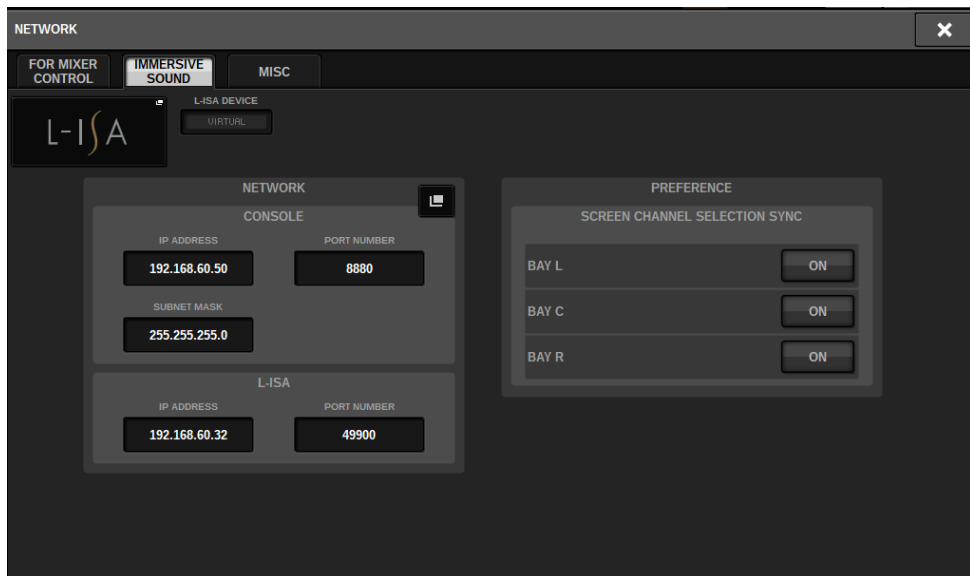 NETWORK
FOR MIXER
CONTROL
IMMERSIVE
SOUND
MISC
L-ISA
L-ISA DEVICE
VIRTUAL
NETWORK
CONSOLE
IP ADDRESS
PORT NUMBER
192.168.60.50
8880
SUBNET MASK
255.255.255.0
L-ISA
IP ADDRESS
PORT NUMBER
192.168.60.32
49900
PREFERENCE
SCREEN CHANNEL SELECTION SYNC
BAY L
ON
BAY C
ON
BAY R
ON